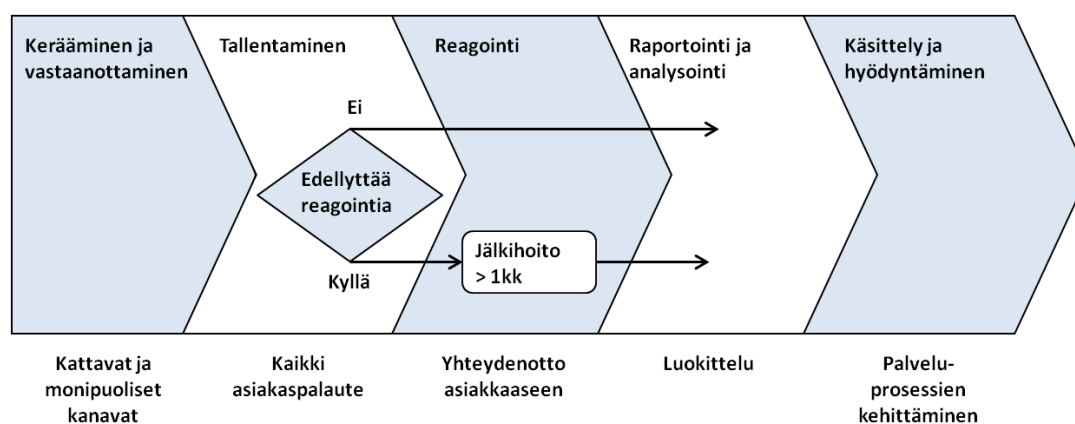 Kerääminen ja
vastaanottaminen
Tallentaminen
Reagointi
Raportointi ja
analysointi
Käsittely ja
hyödyntäminen
Ei
Edellyttää
reagointia
Kyllä
Jälkihoito
> 1kk
Kattavat ja
monipuoliset
kanavat
Kaikki
asiakaspalaute
Yhteydenotto
asiakkaaseen
Luokittelu
Palvelu-
prosessien
kehittäminen